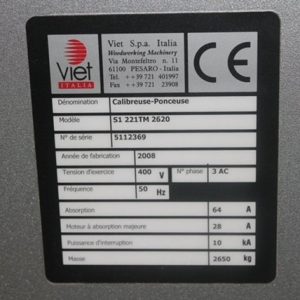 Viet
ITALIA
Viet S.p.a. Italia
Woodworking Machinery
Via Montefeltro n. 11
61100 PESARO - Italia
Tel. ++39 721 401997
Fax ++39 721 23908
CE
Dénomination Calibreuse-Ponceuse
Modèle S1 221TM 2620
N° de série 5112369
Année de fabrication 2008
Tension d'exercice 400 V N° phase 3 AC
Fréquence 50 Hz
Absorption 64 A
Moteur à absorption majeure 28 A
Puissance d'interruption 10 kA
Masse 2650 kg